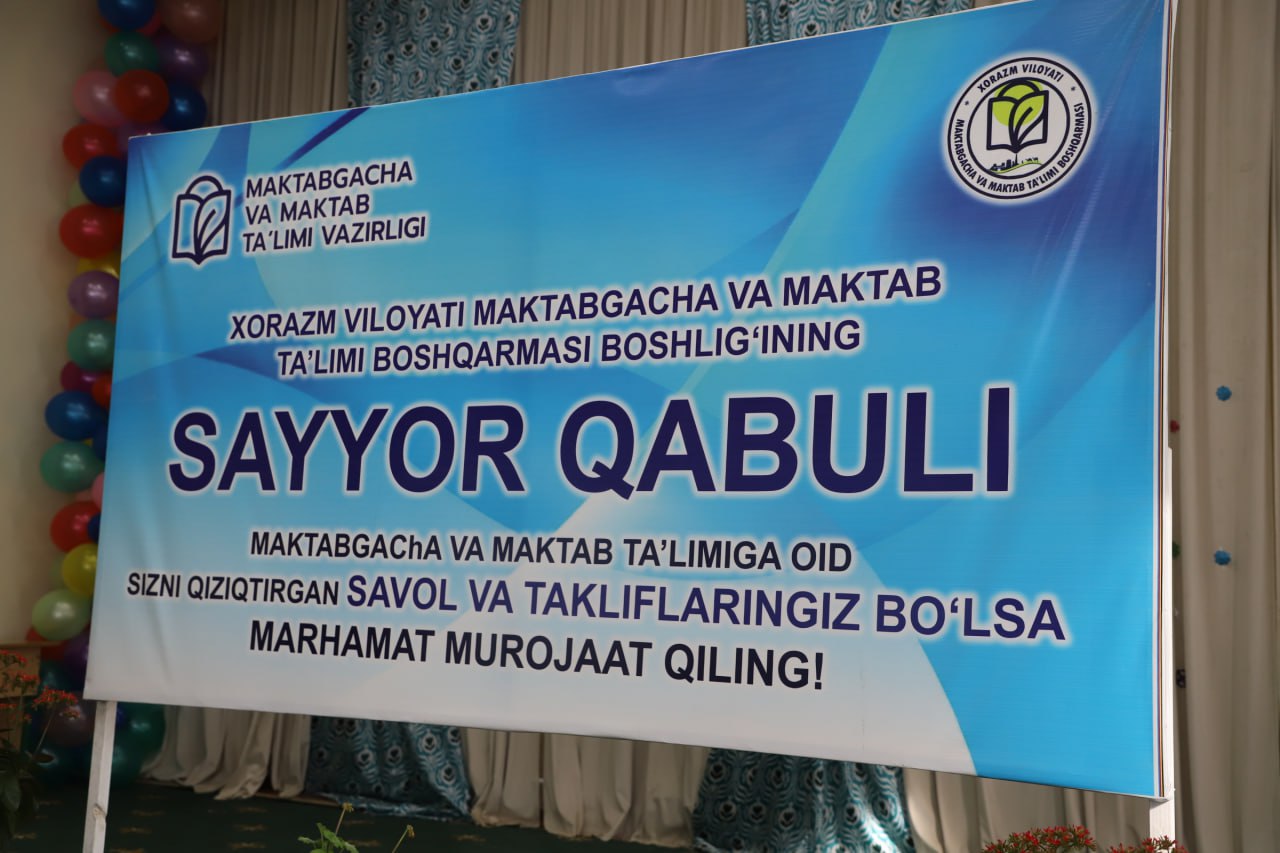 MAKTABGACHA
VA MAKTAB
TA'LIMI VAZIRLIGI
XORAZM VILOYATI
MAKTABGACHA VA MAKTAB TA'LIMI BOSHQARMASI
XORAZM VILOYATI MAKTABGACHA VA MAKTAB
TA’LIMI BOSHQARMASI BOSHLIG‘INING
SAYYOR QABULI
MAKTABGAChA VA MAKTAB TA’LIMIGA OID
SIZNI QIZIQTIRGAN SAVOL VA TAKLIFLARINGIZ BO‘LSA
MARHAMAT MUROJAAT QILING!